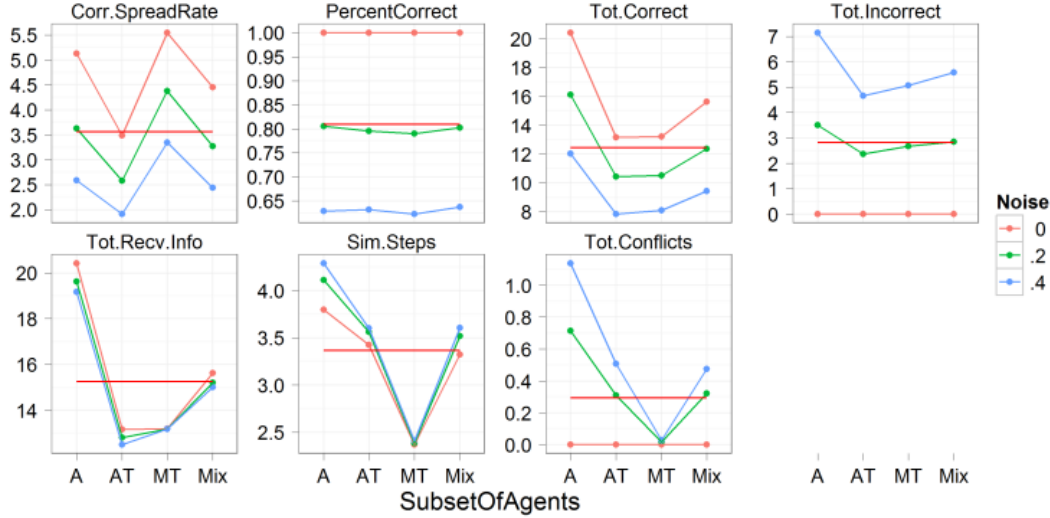 Corr.SpreadRate PercentCorrect Tot.Correct Tot.Incorrect
5.5 5.0 4.5 4.0 3.5 3.0 2.5 2.0
1.00 0.95 0.90 0.85 0.80 0.75 0.70 0.65
20 18 16 14 12 10 8
7 6 5 4 3 2 1 0
Noise
0
.2
.4
Tot.Recv.Info Sim.Steps Tot.Conflicts
20 18 16 14
4.0 3.5 3.0 2.5
1.0 0.8 0.6 0.4 0.2 0.0
A AT MT Mix A AT MT Mix A AT MT Mix A AT MT Mix
SubsetOfAgents